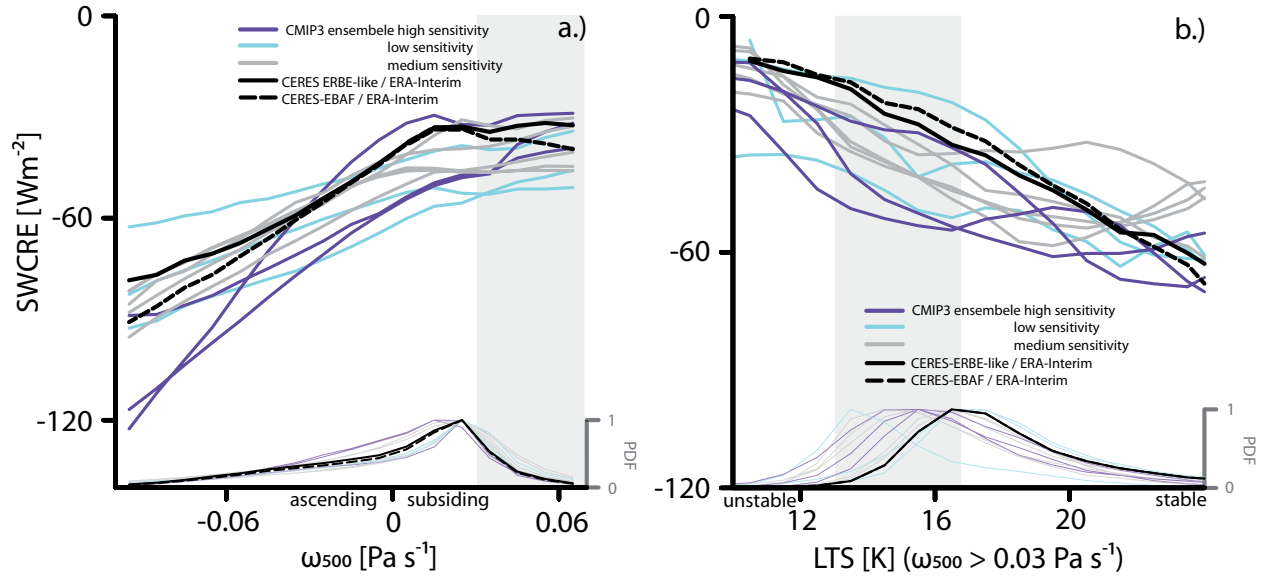 a.)
0
-60
-120
SWCRE [Wm⁻²]
CMIP3 ensembele high sensitivity
low sensitivity
medium sensitivity
CERES ERBE-like / ERA-Interim
CERES-EBAF / ERA-Interim
1
PDF
0
ascending
subsiding
-0.06
0
0.06
ω₅₀₀ [Pa s⁻¹]
b.)
0
-60
-120
CMIP3 ensembele high sensitivity
low sensitivity
medium sensitivity
CERES-ERBE-like / ERA-Interim
CERES-EBAF / ERA-Interim
1
PDF
0
unstable
stable
12
16
20
LTS [K] (ω₅₀₀ > 0.03 Pa s⁻¹)